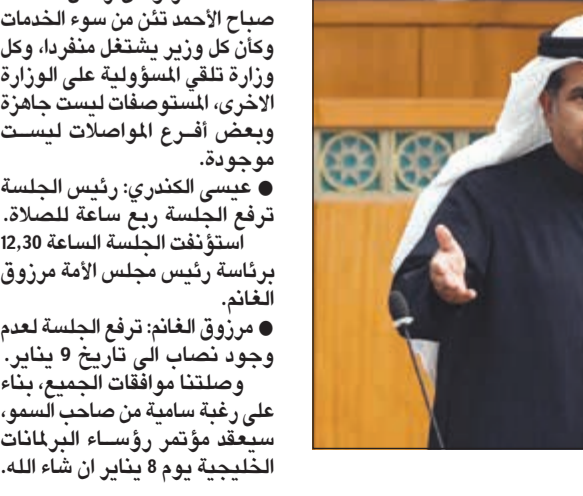 صباح الأحمد تئن من سوء الخدمات
وكأن كل وزير يشتغل منفردا، وكل
وزارة تلقي المسؤولية على الوزارة
الاخرى، المستوصفات ليست جاهزة
وبعض أفرع المواصلات ليست
موجودة.
● عيسى الكندري: رئيس الجلسة
ترفع الجلسة ربع ساعة للصلاة.
استؤنفت الجلسة الساعة 12,30
برئاسة رئيس مجلس الأمة مرزوق
الغانم.
● مرزوق الغانم: ترفع الجلسة لعدم
وجود نصاب الى تاريخ 9 يناير.
وصلتنا موافقات الجميع، بناء
على رغبة سامية من صاحب السمو،
سيعقد مؤتمر رؤساء البرلمانات
الخليجية يوم 8 يناير ان شاء الله.